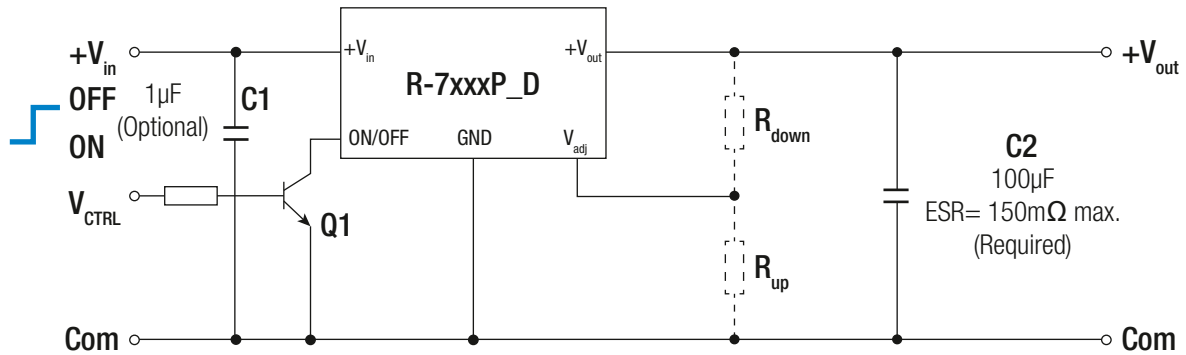 +Vin
OFF
ON
1µF
(Optional)
C1
VCTRL
Q1
Com
+Vin
+Vout
R-7xxxP_D
ON/OFF
GND
Vadj
Rdown
Rup
C2
100µF
ESR= 150mΩ max.
(Required)
+Vout
Com